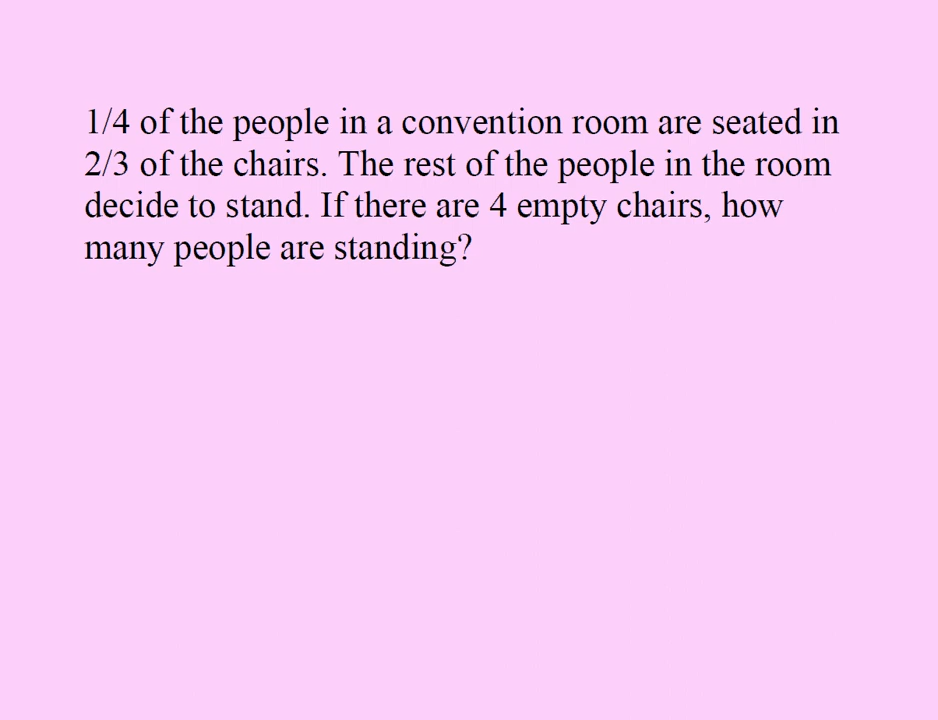 1/4 of the people in a convention room are seated in
2/3 of the chairs. The rest of the people in the room
decide to stand. If there are 4 empty chairs, how
many people are standing?